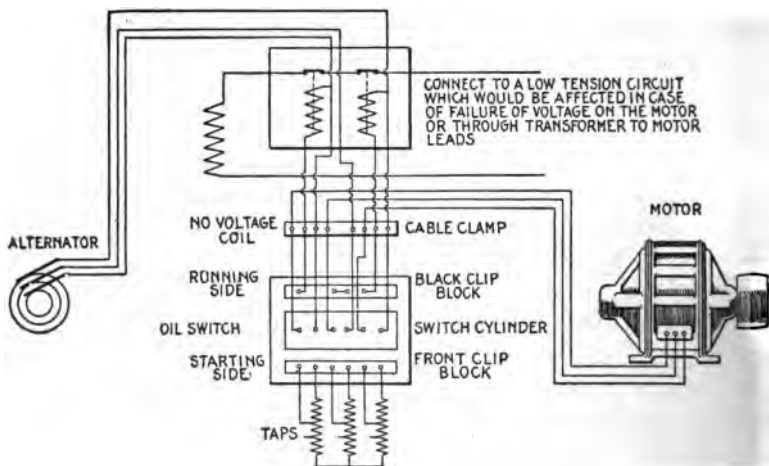 CONNECT TO A LOW TENSION CIRCUIT
WHICH WOULD BE AFFECTED IN CASE
OF FAILURE OF VOLTAGE ON THE MOTOR
OR THROUGH TRANSFORMER TO MOTOR
LEADS
NO VOLTAGE
COIL
CABLE CLAMP
MOTOR
ALTERNATOR
RUNNING
SIDE
BLACK CLIP
BLOCK
OIL SWITCH
SWITCH CYLINDER
STARTING
SIDE
FRONT CLIP
BLOCK
TAPS